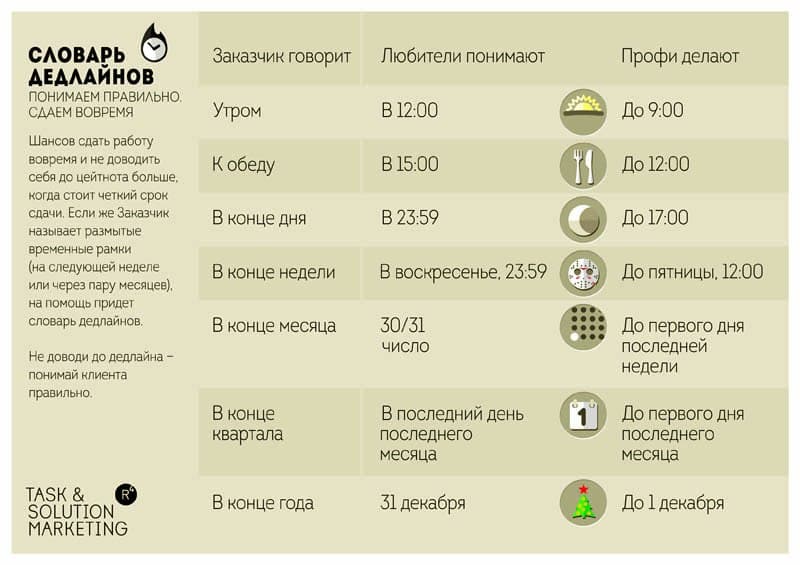 СЛОВАРЬ
ДЕДЛАЙНОВ
ПОНИМАЕМ ПРАВИЛЬНО.
СДАЕМ ВОВРЕМЯ
Шансов сдать работу
вовремя и не доводить
себя до цейтнота больше,
когда стоит четкий срок
сдачи. Если же Заказчик
называет размытые
временные рамки
(на следующей неделе
или через пару месяцев),
на помощь придет
словарь дедлайнов.
Не доводи до дедлайна –
понимай клиента
правильно.
TASK &
SOLUTION
MARKETING
R⁴
Заказчик говорит Любители понимают Профи делают
Утром В 12:00 До 9:00
К обеду В 15:00 До 12:00
В конце дня В 23:59 До 17:00
В конце недели В воскресенье, 23:59 До пятницы, 12:00
В конце месяца 30/31 До первого дня
число последней
недели
В конце В последний день 1 До первого дня
квартала последнего последнего
месяца месяца
В конце года 31 декабря До 1 декабря